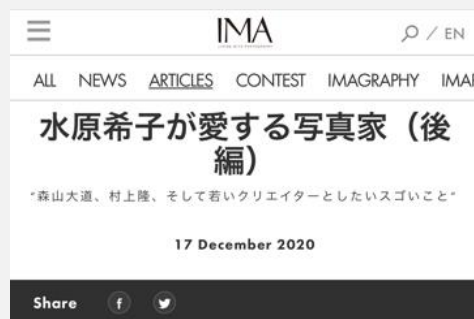 IMA
/ EN
ALL NEWS ARTICLES CONTEST IMAGRAPHY
水原希子が愛する写真家（後
編）
“森山大道、村上隆、そして若いクリエイターとしたいスゴいこと”
17 December 2020
Share